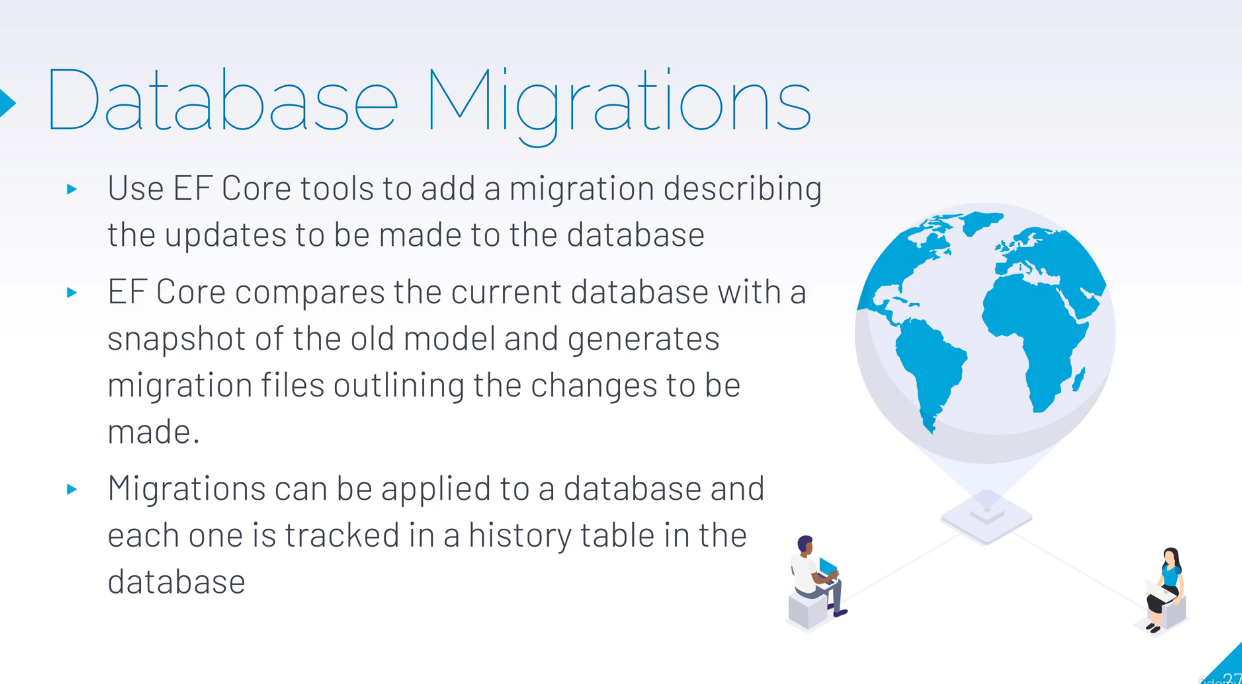 Database Migrations
Use EF Core tools to add a migration describing
the updates to be made to the database
EF Core compares the current database with a
snapshot of the old model and generates
migration files outlining the changes to be
made.
Migrations can be applied to a database and
each one is tracked in a history table in the
database
27